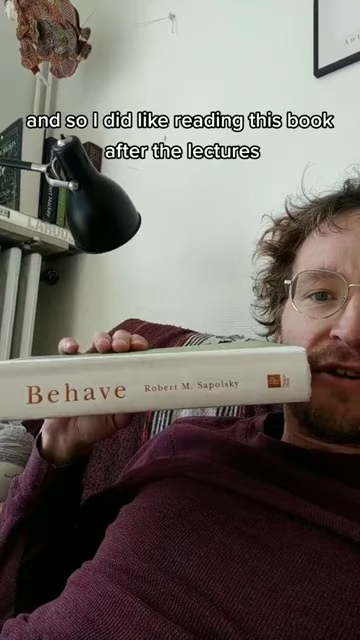 and so I did like reading this book
after the lectures
Behave Robert M. Sapolsky